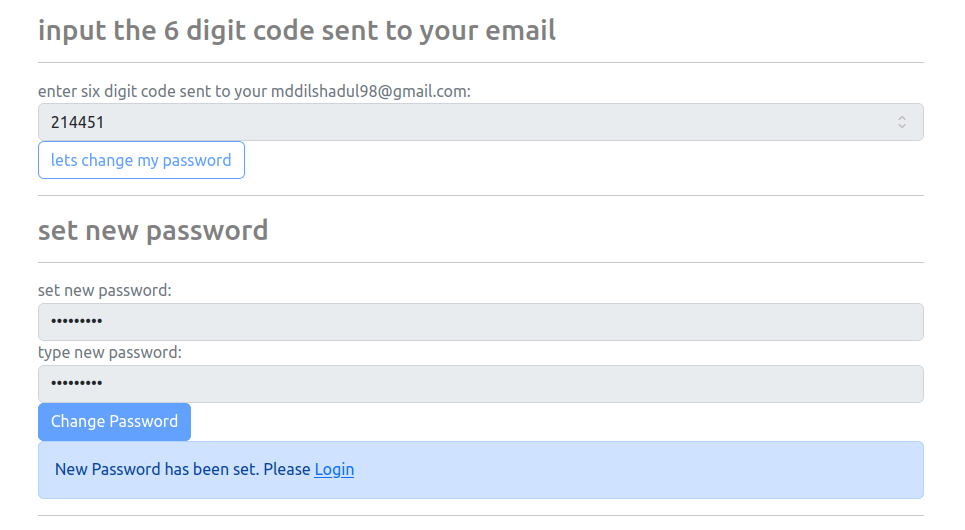 input the 6 digit code sent to your email
enter six digit code sent to your mddilshadul98@gmail.com:
214451
lets change my password
set new password
set new password:
•••••••••
type new password:
•••••••••
Change Password
New Password has been set. Please Login